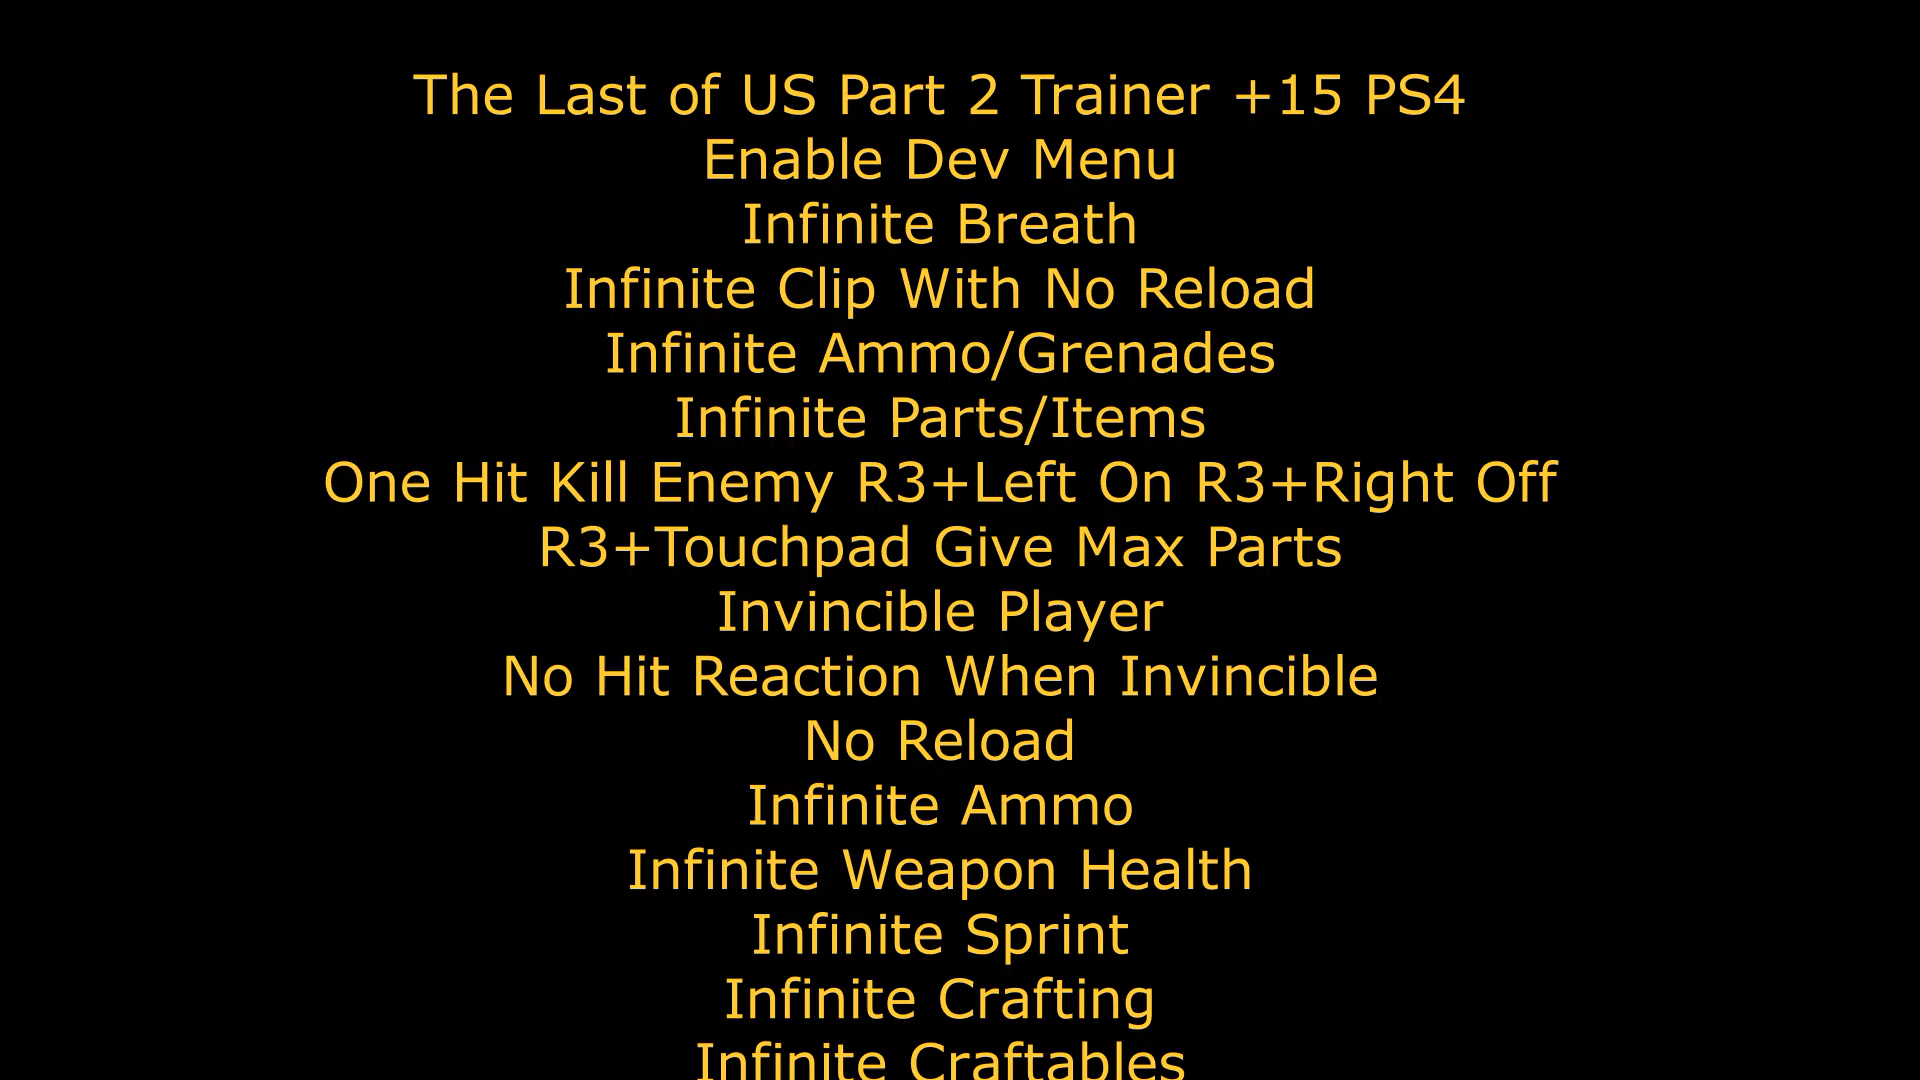 The Last of US Part 2 Trainer +15 PS4
Enable Dev Menu
Infinite Breath
Infinite Clip With No Reload
Infinite Ammo/Grenades
Infinite Parts/Items
One Hit Kill Enemy R3+Left On R3+Right Off
R3+Touchpad Give Max Parts
Invincible Player
No Hit Reaction When Invincible
No Reload
Infinite Ammo
Infinite Weapon Health
Infinite Sprint
Infinite Crafting
Infinite Craftables